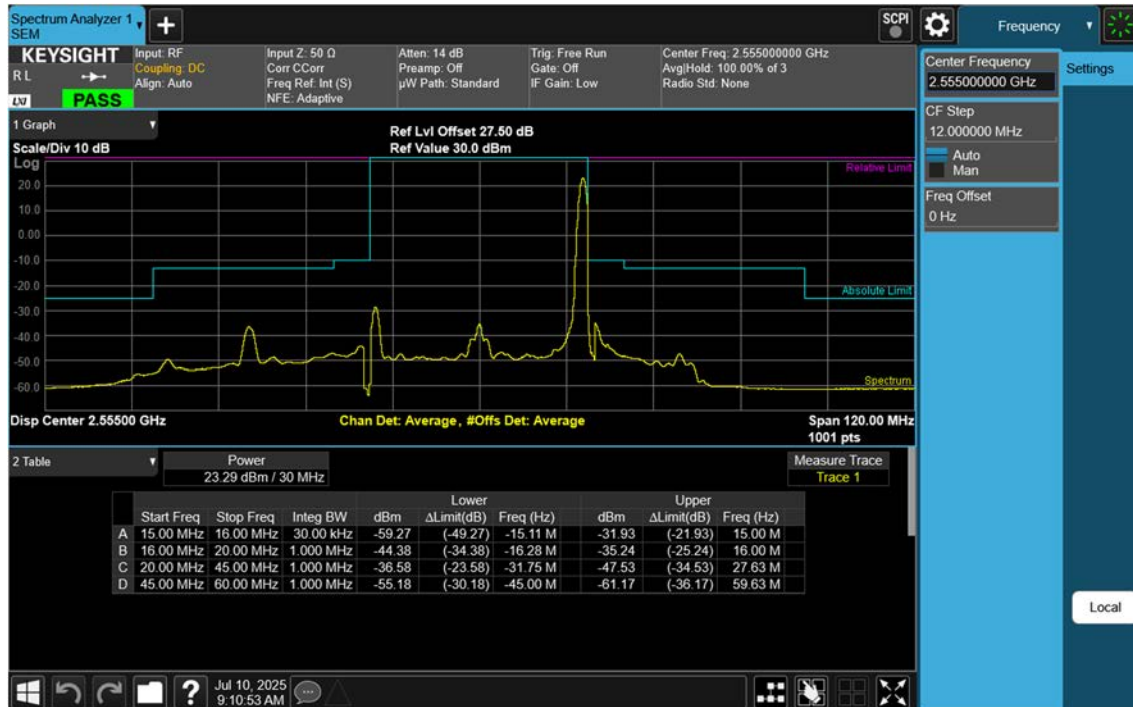 Spectrum Analyzer 1
SEM
SCPI
Frequency
KEYSIGHT
R L
LXI
PASS
Input: RF
Coupling: DC
Align: Auto
Input Z: 50 Ω
Corr CCorr
Freq Ref: Int (S)
NFE: Adaptive
Atten: 14 dB
Preamp: Off
µW Path: Standard
Trig: Free Run
Gate: Off
IF Gain: Low
Center Freq: 2.555000000 GHz
Avg|Hold: 100.00% of 3
Radio Std: None
Center Frequency
2.555000000 GHz
Settings
CF Step
12.000000 MHz
Auto
Man
Freq Offset
0 Hz
1 Graph
Scale/Div 10 dB
Ref Lvl Offset 27.50 dB
Ref Value 30.0 dBm
Log
20.0
10.0
0.00
-10.0
-20.0
-30.0
-40.0
-50.0
-60.0
Relative Limit
Absolute Limit
Spectrum
Disp Center 2.55500 GHz
Chan Det: Average, #Offs Det: Average
Span 120.00 MHz
1001 pts
2 Table
Power
23.29 dBm / 30 MHz
Measure Trace
Trace 1
Lower Upper
Start Freq Stop Freq Integ BW dBm ΔLimit(dB) Freq (Hz) dBm ΔLimit(dB) Freq (Hz)
A 15.00 MHz 16.00 MHz 30.00 kHz -59.27 (-49.27) -15.11 M -31.93 (-21.93) 15.00 M
B 16.00 MHz 20.00 MHz 1.000 MHz -44.38 (-34.38) -16.28 M -35.24 (-25.24) 16.00 M
C 20.00 MHz 45.00 MHz 1.000 MHz -36.58 (-23.58) -31.75 M -47.53 (-34.53) 27.63 M
D 45.00 MHz 60.00 MHz 1.000 MHz -55.18 (-30.18) -45.00 M -61.17 (-36.17) 59.63 M
Local
?
Jul 10, 2025
9:10:53 AM